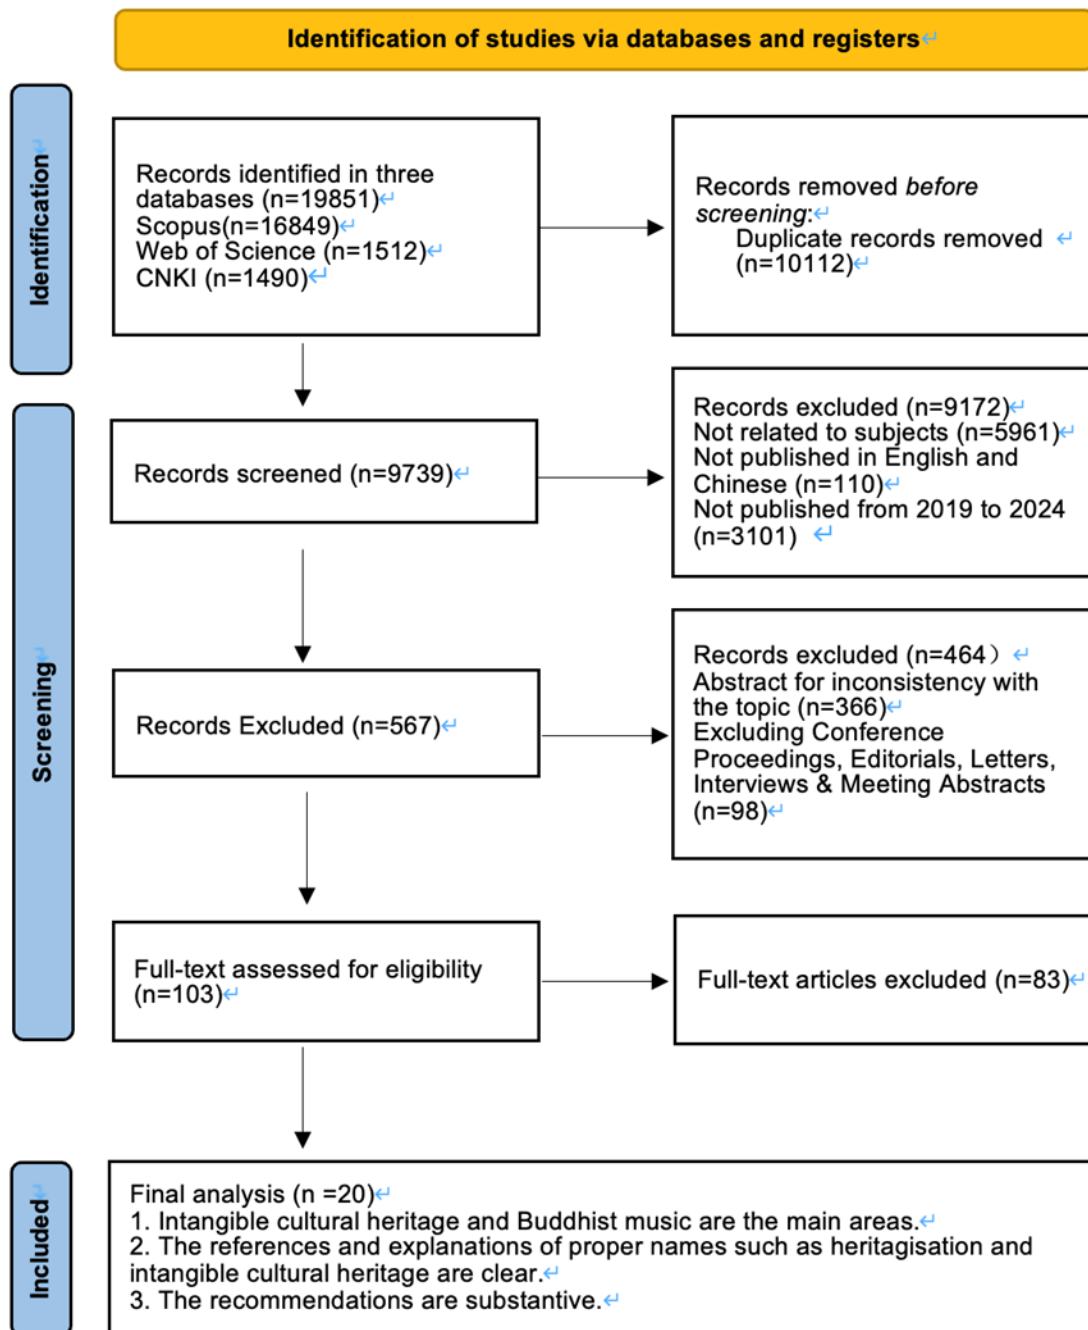 Identification of studies via databases and registers↵
Identification↵
Records identified in three
databases (n=19851)↵
Scopus(n=16849)↵
Web of Science (n=1512)↵
CNKI (n=1490)↵
Records removed before
screening:↵
Duplicate records removed ↵
(n=10112)↵
Screening↵
Records screened (n=9739)↵
Records excluded (n=9172)↵
Not related to subjects (n=5961)↵
Not published in English and
Chinese (n=110)↵
Not published from 2019 to 2024
(n=3101) ↵
Records Excluded (n=567)↵
Records excluded (n=464）↵
Abstract for inconsistency with
the topic (n=366)↵
Excluding Conference
Proceedings, Editorials, Letters,
Interviews & Meeting Abstracts
(n=98)↵
Full-text assessed for eligibility
(n=103)↵
Full-text articles excluded (n=83)↵
Included↵
Final analysis (n =20)↵
1. Intangible cultural heritage and Buddhist music are the main areas.↵
2. The references and explanations of proper names such as heritagisation and
intangible cultural heritage are clear.↵
3. The recommendations are substantive.↵